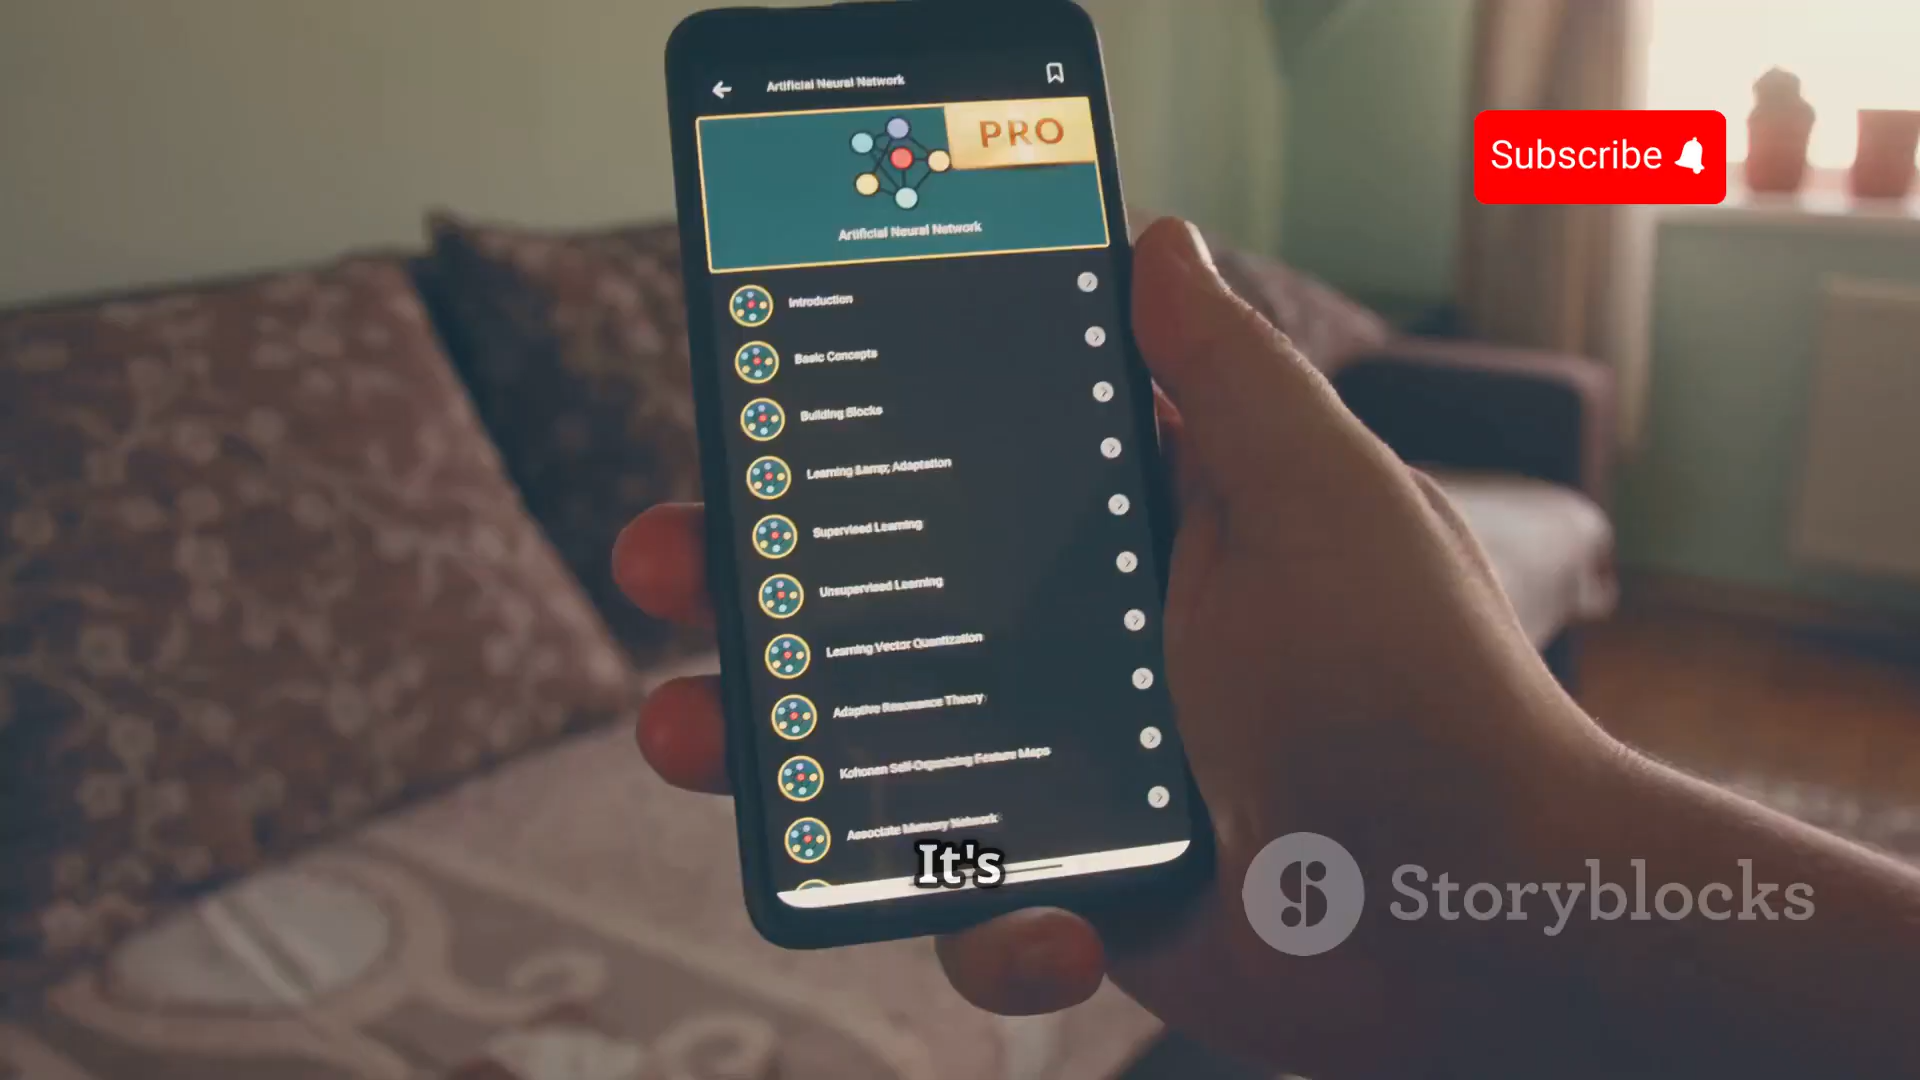 Artificial Neural Network
PRO
Artificial Neural Network
Subscribe
Introduction
Basic Concepts
Building Blocks
Learning &amp; Adaptation
Supervised Learning
Unsupervised Learning
Learning Vector Quantization
Adaptive Resonance Theory
Kohonen Self-Organizing Feature Maps
Associate Memory Network
It's
Storyblocks